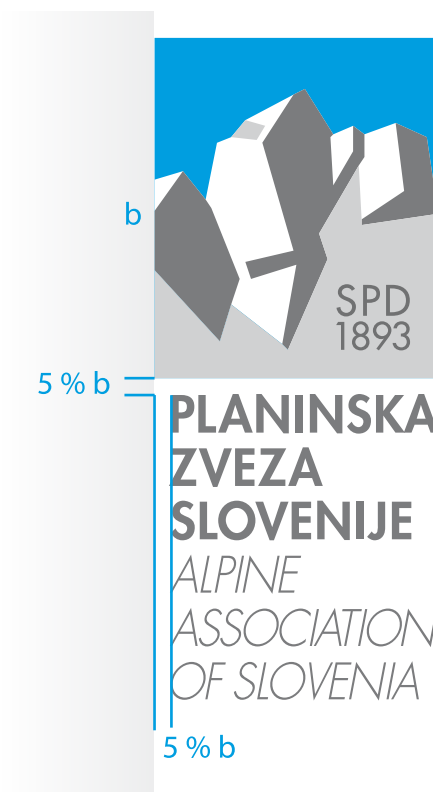 b
SPD
1893
5 % b
PLANINSKA
ZVEZA
SLOVENIJE
ALPINE
ASSOCIATION
OF SLOVENIA
5 % b